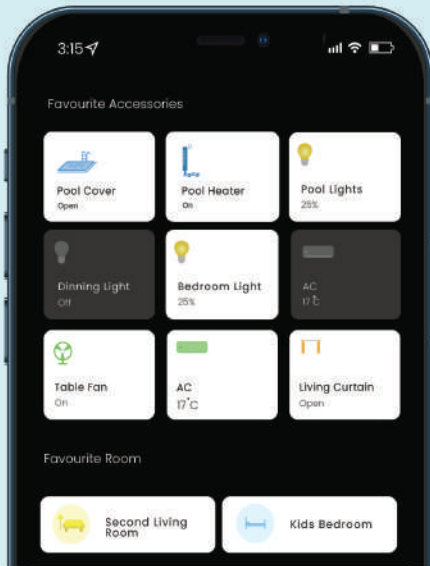 3:15
Favourite Accessories
Pool Cover
Open
Pool Heater
On
Pool Lights
25%
Dinning Light
Off
Bedroom Light
25%
AC
17°C
Table Fan
On
AC
17°C
Living Curtain
Open
Favourite Room
Second Living
Room
Kids Bedroom